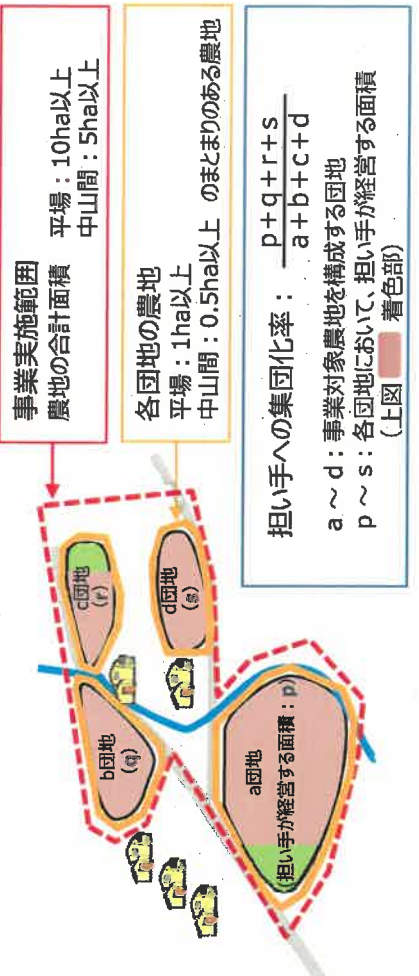 事業実施範囲
農地の合計面積　平場：10ha以上
中山間：5ha以上
各団地の農地
平場：1ha以上
中山間：0.5ha以上　のまとまりのある農地
担い手への集団化率：　p+q+r+s
a+b+c+d
a ～ d：事業対象農地を構成する団地
p ～ s：各団地において、担い手が経営する面積
（上図　着色部）
c団地
(r)
d団地
(s)
b団地
(q)
a団地
(担い手が経営する面積：p)